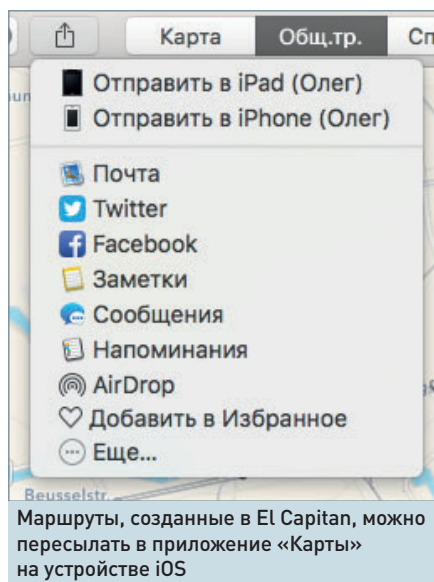 Карта Общ.тр. Сп
Отправить в iPad (Олег)
Отправить в iPhone (Олег)
Почта
Twitter
Facebook
Заметки
Сообщения
Напоминания
AirDrop
Добавить в Избранное
Еще...
Beusselstr.
Маршруты, созданные в El Capitan, можно
пересылать в приложение «Карты»
на устройстве iOS